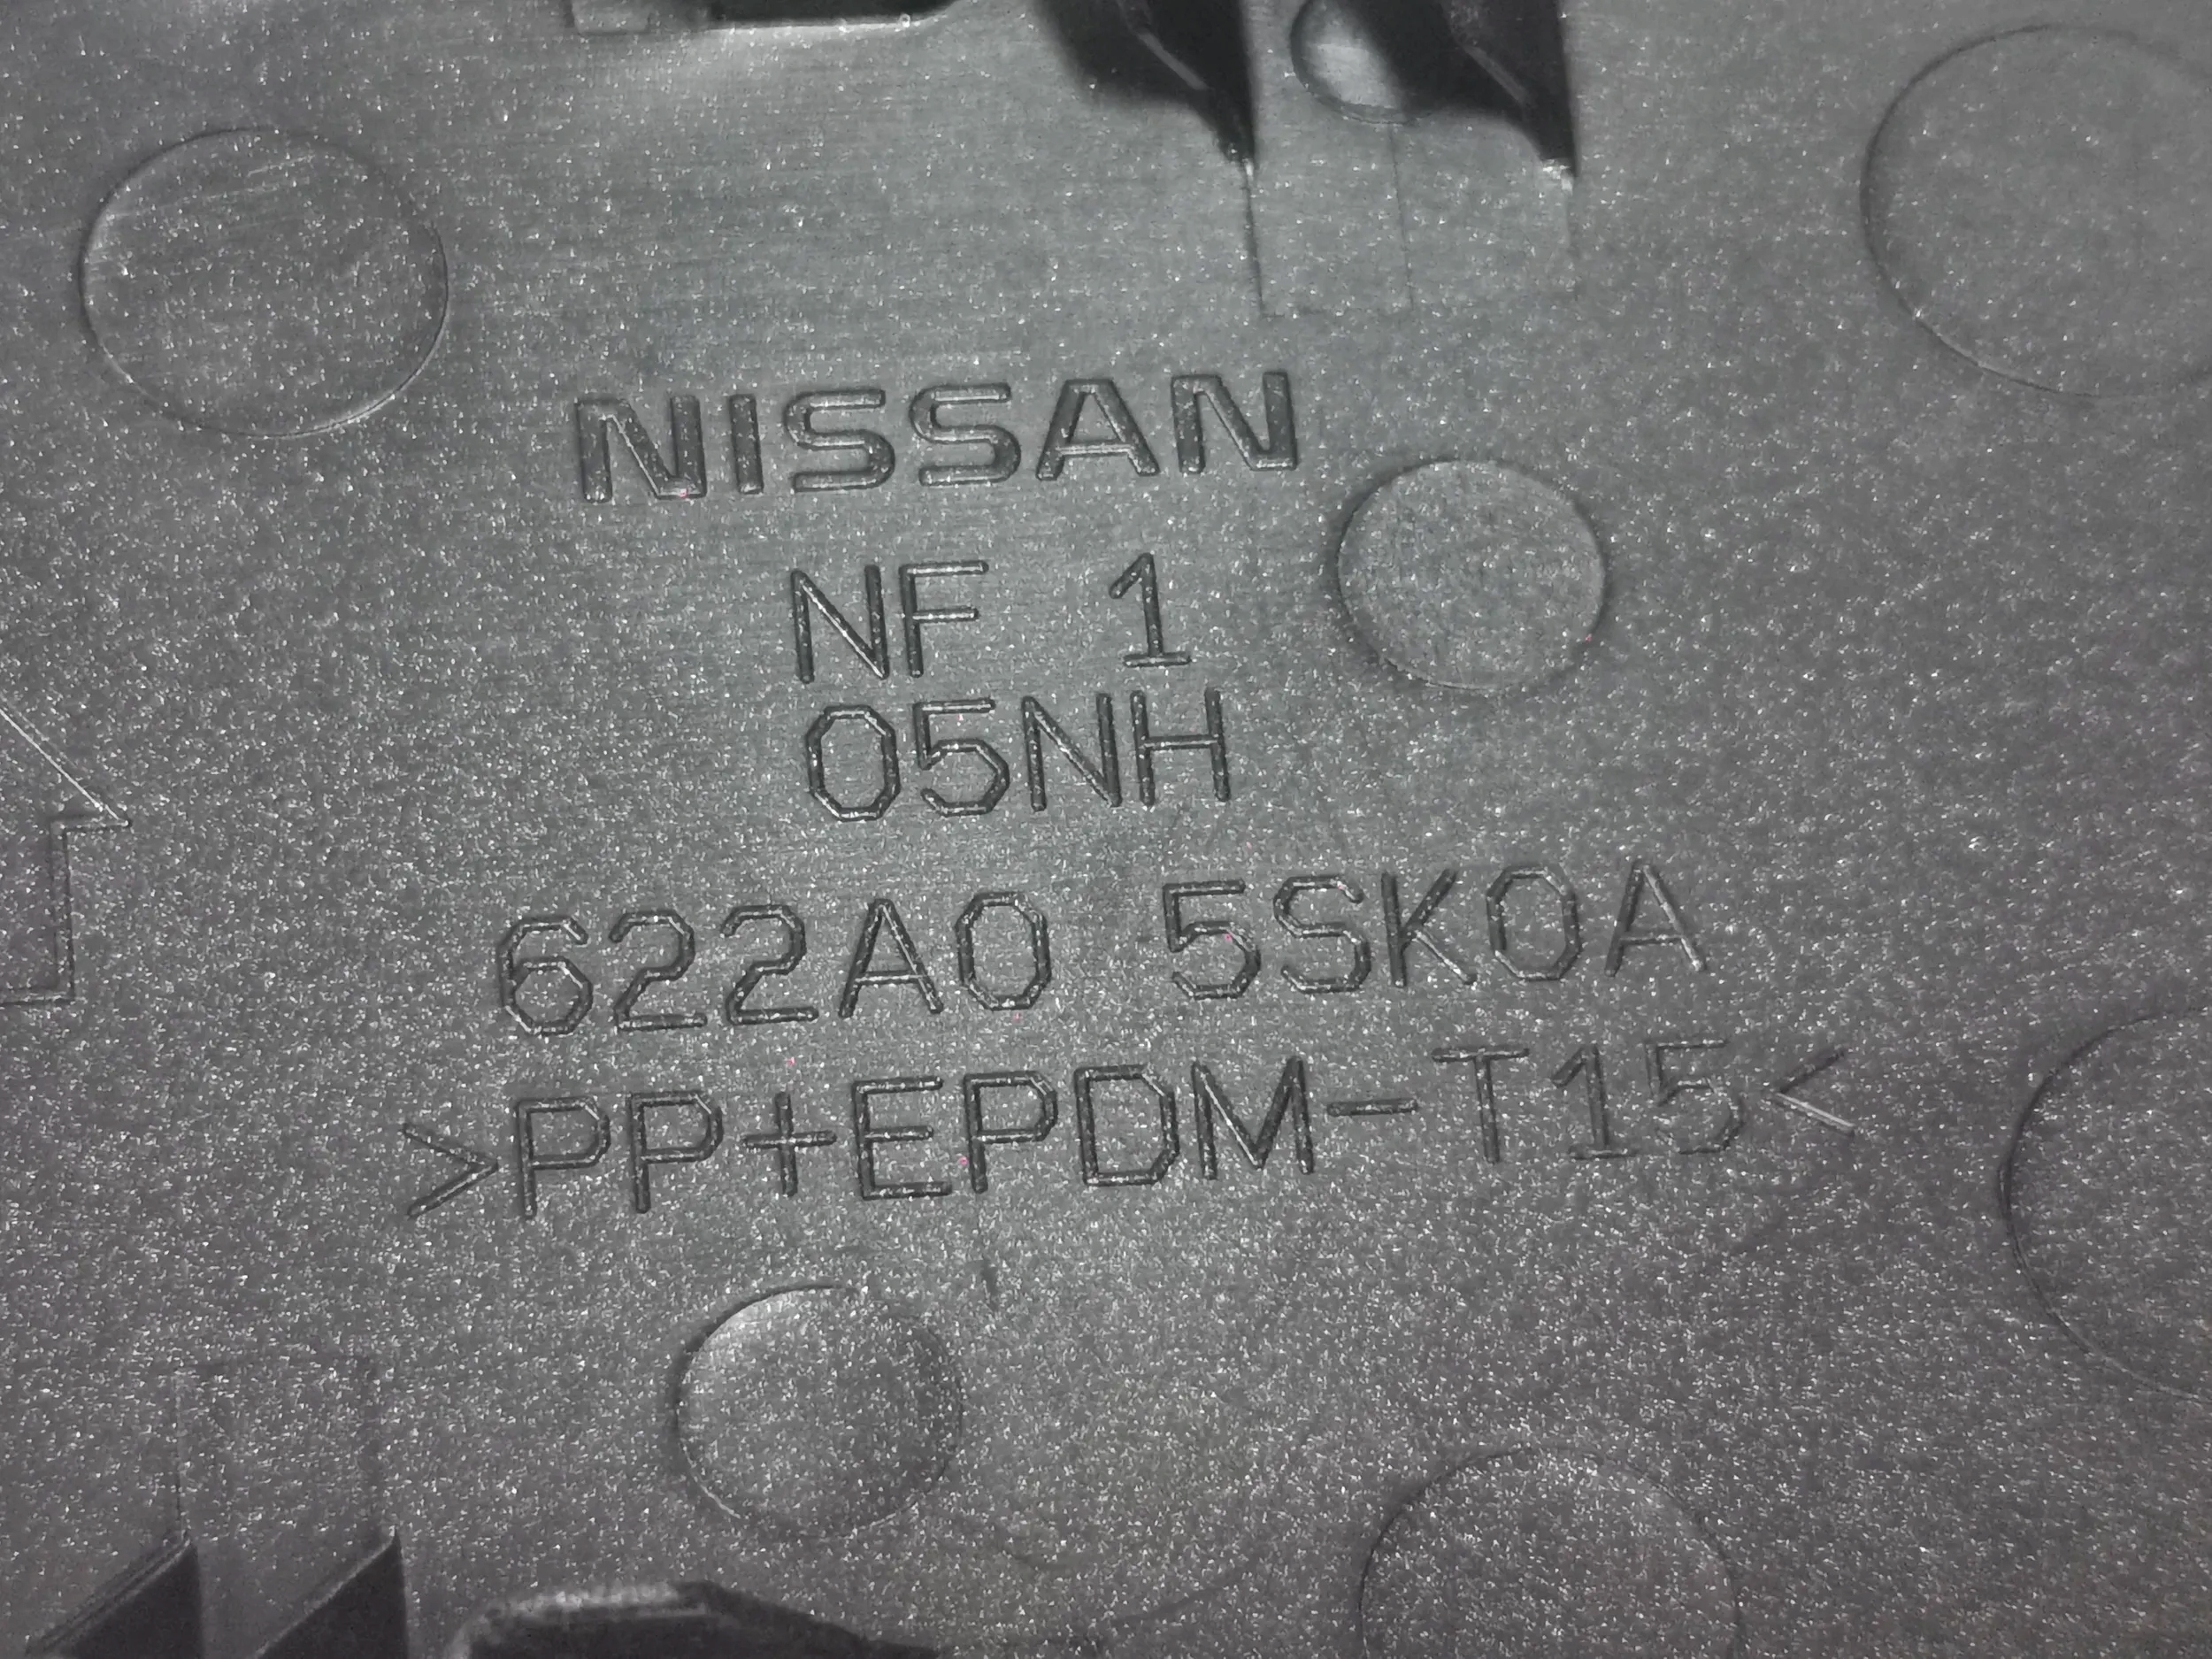 NISSAN
NF 1
05NH
622A0 5SK0A
>PP+EPDM-T15<